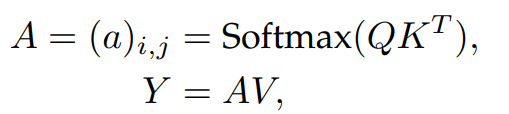 A = (a)_{i,j} = Softmax(QK^T),
Y = AV,